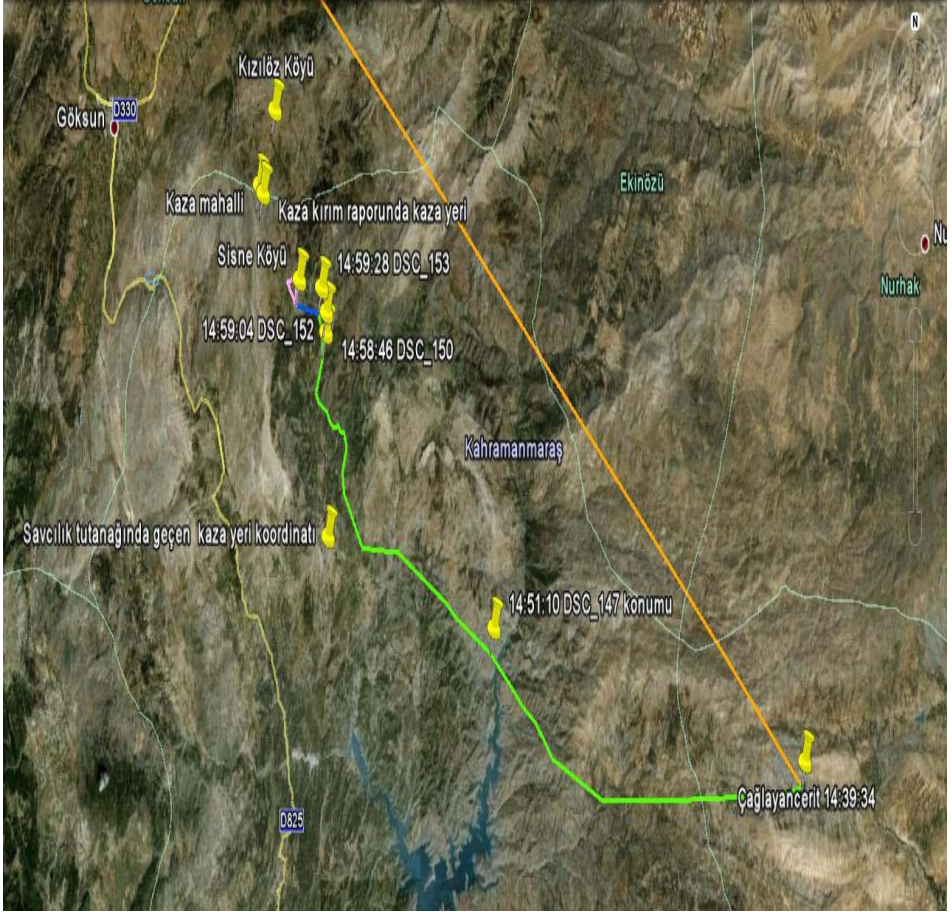 N
Kızılöz Köyü
D330
Göksun
Ekinözü
Kaza mahalli
Kaza kırım raporunda kaza yeri
Nu
Sisne Köyü
14:59:28 DSC_153
Nurhak
14:59:04 DSC_152
14:58:46 DSC_150
Kahramanmaraş
Savcılık tutanağında geçen kaza yeri koordinatı
14:51:10 DSC_147 konumu
Çağlayancerit 14:39:34
D825